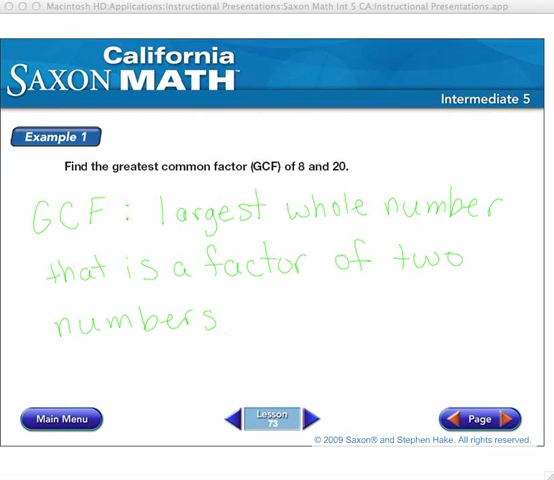 Macintosh HD:Applications:Instructional Presentations:Saxon Math Int 5 CA:Instructional Presentations.app
California
SAXON MATH™
Intermediate 5
Example 1
Find the greatest common factor (GCF) of 8 and 20.
GCF: largest whole number
that is a factor of two
numbers
Main Menu
Lesson
73
Page
© 2009 Saxon® and Stephen Hake. All rights reserved.